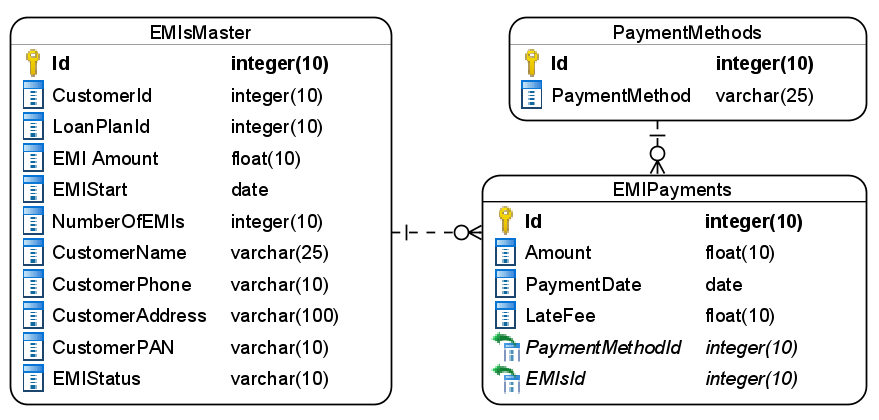 EMIsMaster
Id integer(10)
CustomerId integer(10)
LoanPlanId integer(10)
EMI Amount float(10)
EMIStart date
NumberOfEMIs integer(10)
CustomerName varchar(25)
CustomerPhone varchar(10)
CustomerAddress varchar(100)
CustomerPAN varchar(10)
EMIStatus varchar(10)
PaymentMethods
Id integer(10)
PaymentMethod varchar(25)
EMIPayments
Id integer(10)
Amount float(10)
PaymentDate date
LateFee float(10)
PaymentMethodId integer(10)
EMIsId integer(10)